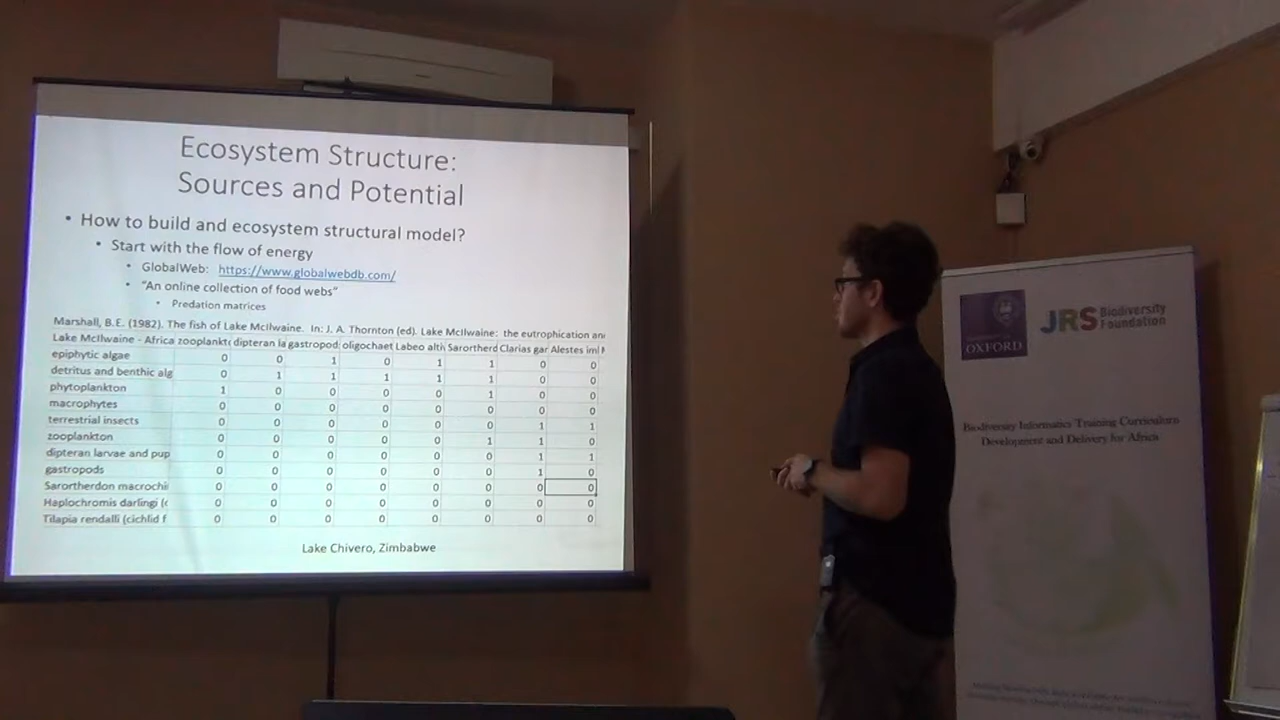 Ecosystem Structure:
Sources and Potential
• How to build and ecosystem structural model?
• Start with the flow of energy
• GlobalWeb: https://www.globalwebdb.com/
• "An online collection of food webs"
• Predation matrices
Marshall, B.E. (1982). The fish of Lake McIlwaine. In: J. A. Thornton (ed). Lake McIlwaine: the eutrophication an
Lake McIlwaine - Africa zooplankt dipteran la gastropod oligochaet Labeo alti Sarortherd Clarias gar Alestes im
epiphytic algae 0 0 1 0 1 1 0 0
detritus and benthic alg 0 1 1 1 1 1 0 0
phytoplankton 1 0 0 0 0 1 0 0
macrophytes 0 0 0 0 0 0 0 0
terrestrial insects 0 0 0 0 0 0 1 1
zooplankton 0 0 0 0 0 1 1 0
dipteran larvae and pup 0 0 0 0 0 0 1 1
gastropods 0 0 0 0 0 0 1 0
Sarortherdon macrochi 0 0 0 0 0 0 0 0
Haplochromis darlingi (c 0 0 0 0 0 0 0 0
Tilapia rendalli (cichlid f 0 0 0 0 0 0 0 0
Lake Chivero, Zimbabwe
OXFORD
JRS Biodiversity
Foundation
Biodiversity Informatics Training Curriculum
Development and Delivery for Africa